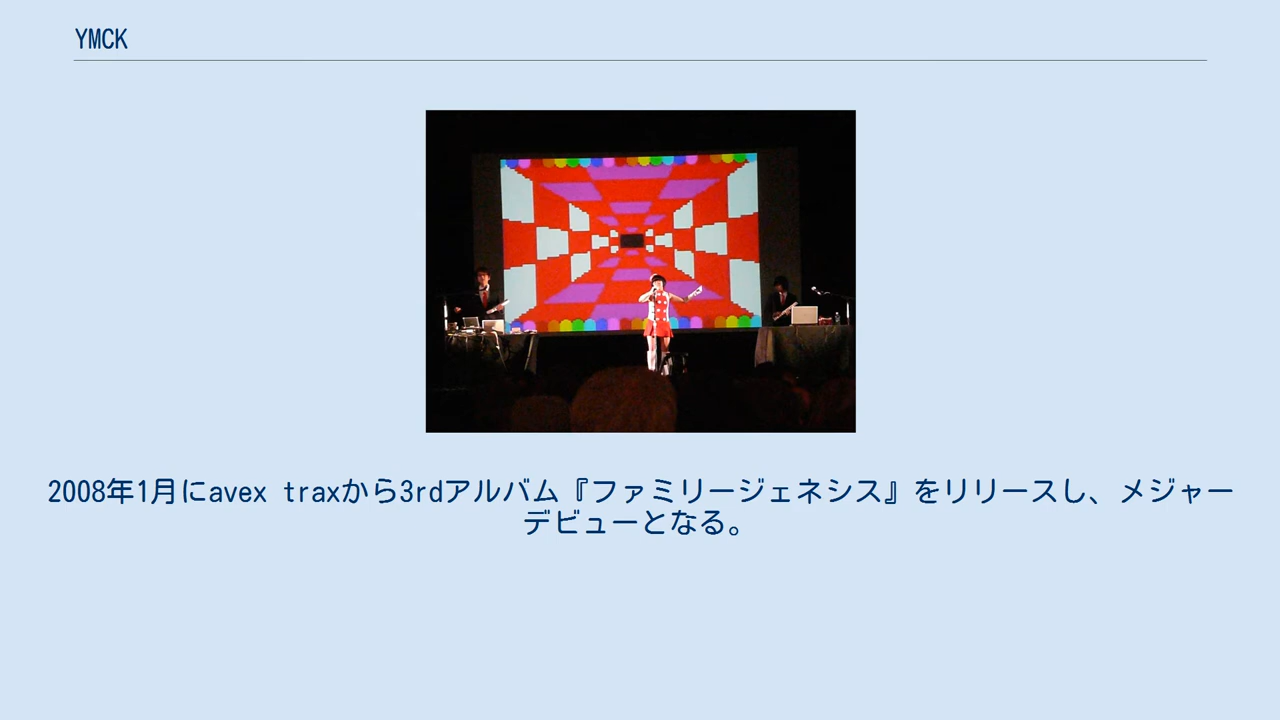 YMCK
2008年1月にavex traxから3rdアルバム『ファミリージェネシス』をリリースし、メジャー
デビューとなる。